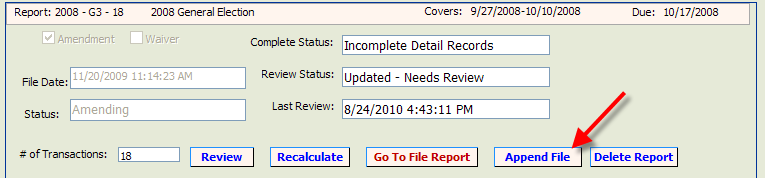 Report: 2008 - G3 - 18 2008 General Election Covers: 9/27/2008-10/10/2008 Due: 10/17/2008
Amendment Waiver
Complete Status: Incomplete Detail Records
File Date: 11/20/2009 11:14:23 AM
Review Status: Updated - Needs Review
Status: Amending
Last Review: 8/24/2010 4:43:11 PM
# of Transactions: 18 Review Recalculate Go To File Report Append File Delete Report